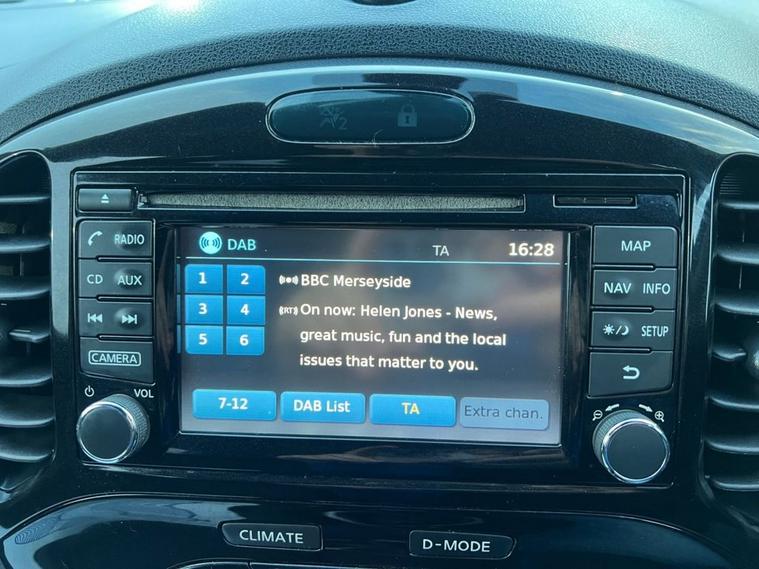 2
RADIO
CD AUX
CAMERA
VOL
DAB TA 16:28
1 2
3 4
5 6
BBC Merseyside
(RT) On now: Helen Jones - News,
great music, fun and the local
issues that matter to you.
7-12 DAB List TA Extra chan.
MAP
NAV INFO
SETUP
CLIMATE D-MODE